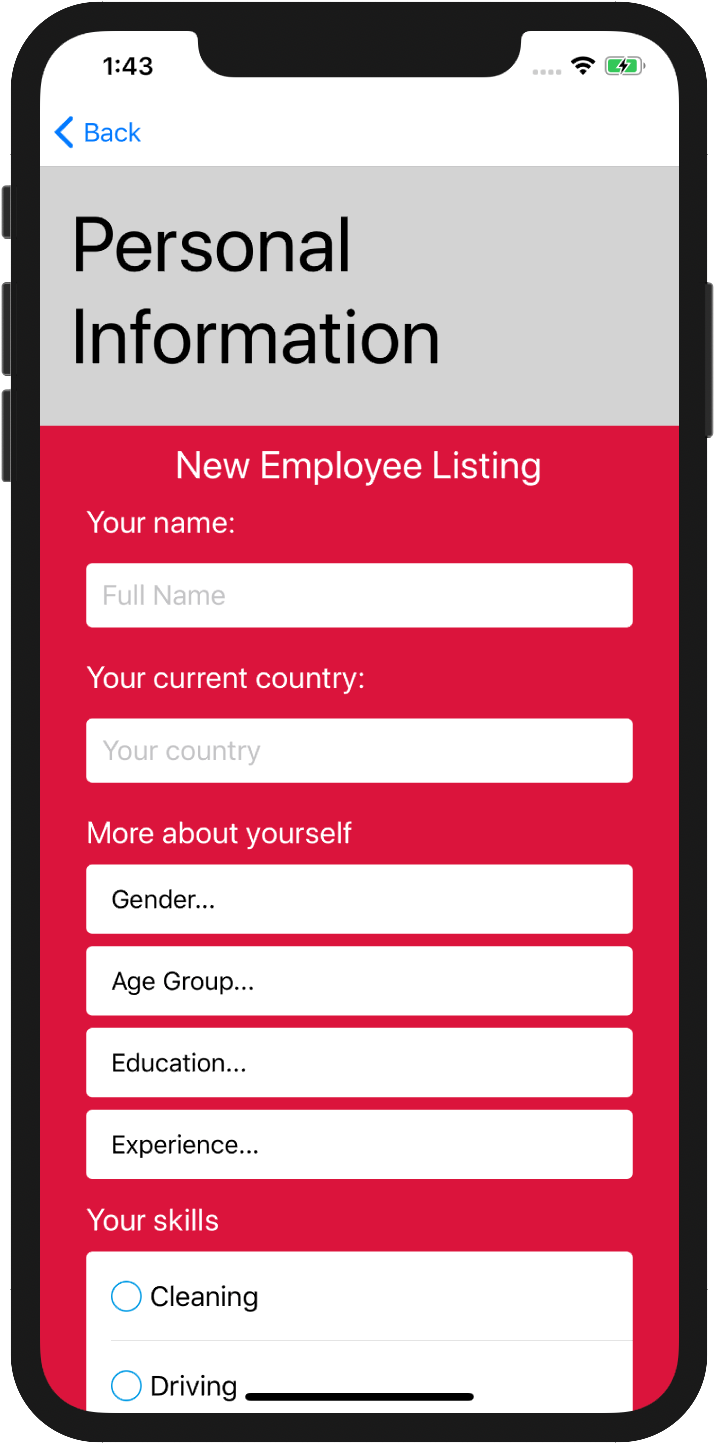 1:43
Back
Personal
Information
New Employee Listing
Your name:
Full Name
Your current country:
Your country
More about yourself
Gender...
Age Group...
Education...
Experience...
Your skills
Cleaning
Driving